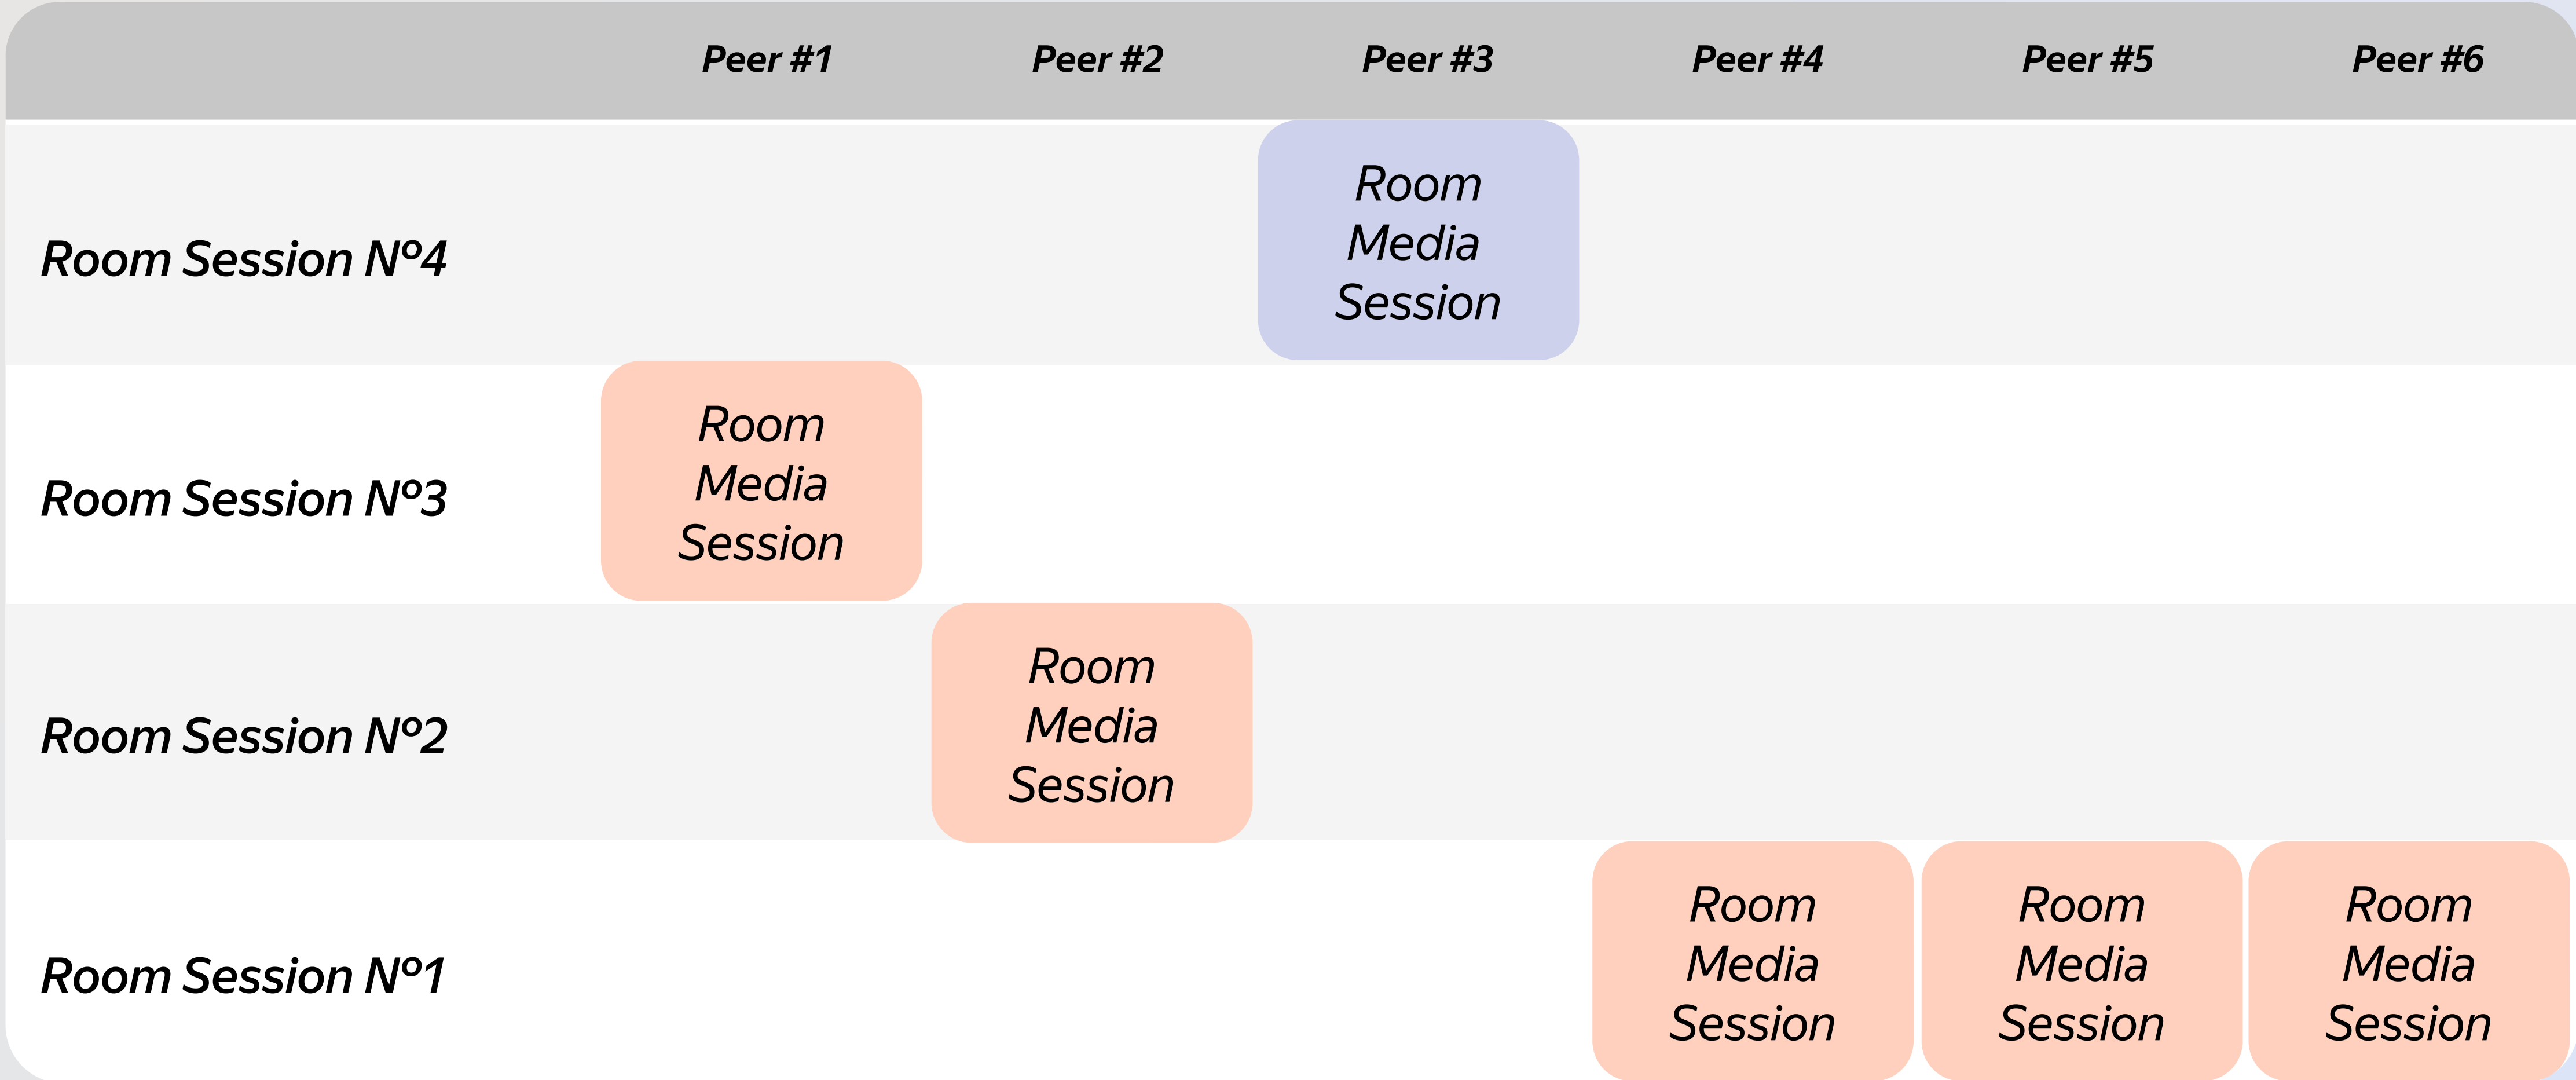 Peer #1 Peer #2 Peer #3 Peer #4 Peer #5 Peer #6
Room
Media
Session
Room Session Nº4
Room
Media
Session
Room Session Nº3
Room
Media
Session
Room Session Nº2
Room
Media
Session
Room
Media
Session
Room
Media
Session
Room Session Nº1